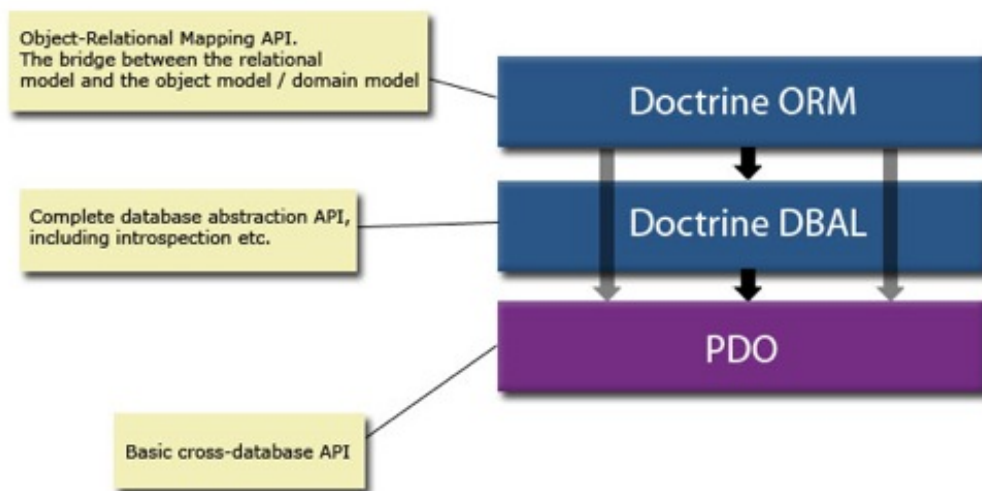 Object-Relational Mapping API.
The bridge between the relational
model and the object model / domain model
Doctrine ORM
Complete database abstraction API,
including introspection etc.
Doctrine DBAL
PDO
Basic cross-database API